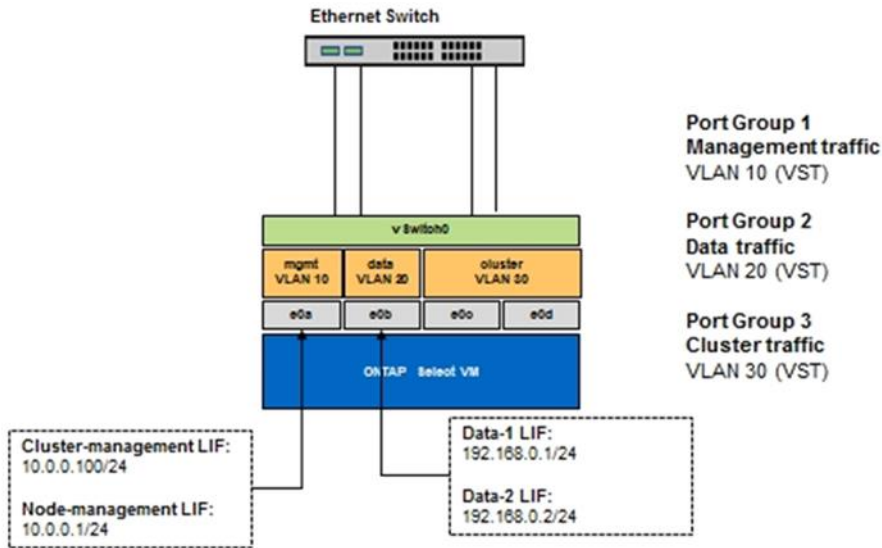 Ethernet Switch
Port Group 1
Management traffic
VLAN 10 (VST)
Port Group 2
Data traffic
VLAN 20 (VST)
Port Group 3
Cluster traffic
VLAN 30 (VST)
vSwitch0
mgmt
VLAN 10
data
VLAN 20
cluster
VLAN 30
e0a
e0b
e0c
e0d
ONTAP Select VM
Cluster-management LIF:
10.0.0.100/24
Node-management LIF:
10.0.0.1/24
Data-1 LIF:
192.168.0.1/24
Data-2 LIF:
192.168.0.2/24